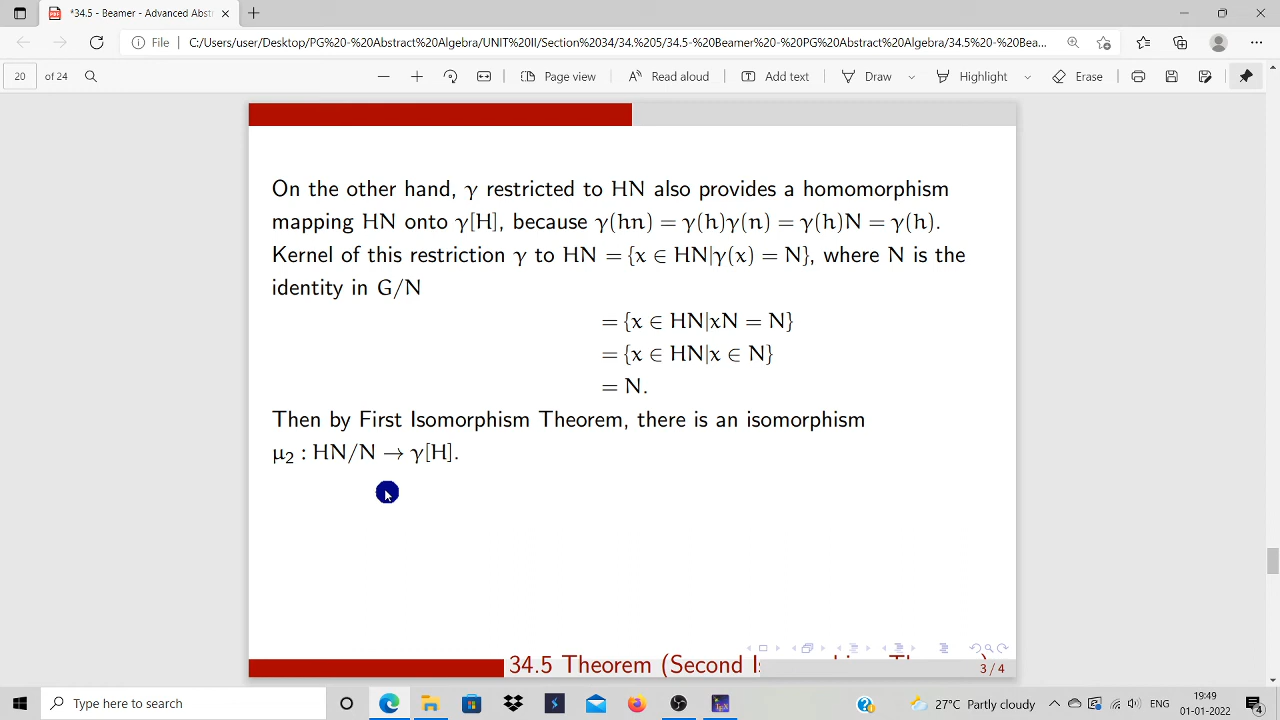 *34.5 - Beamer - Advanced Abst
File
C:/Users/user/Desktop/PG%20-%20Abstract%20Algebra/UNIT%20II/Section%2034/34.%205/34.5-%20Beamer%20-%20PG%20Abstract%20Algebra/34.5%20-%20Bea...
20 of 24
Page view
Read aloud
Add text
Draw
Highlight
Erase
On the other hand, γ restricted to HN also provides a homomorphism
mapping HN onto γ[H], because γ(hn) = γ(h)γ(n) = γ(h)N = γ(h).
Kernel of this restriction γ to HN = {x ∈ HN|γ(x) = N}, where N is the
identity in G/N
= {x ∈ HN|xN = N}
= {x ∈ HN|x ∈ N}
= N.
Then by First Isomorphism Theorem, there is an isomorphism
μ₂ : HN/N → γ[H].
34.5 Theorem (Second
3 / 4
Type here to search
27°C Partly cloudy
ENG
19:49
01-01-2022
4